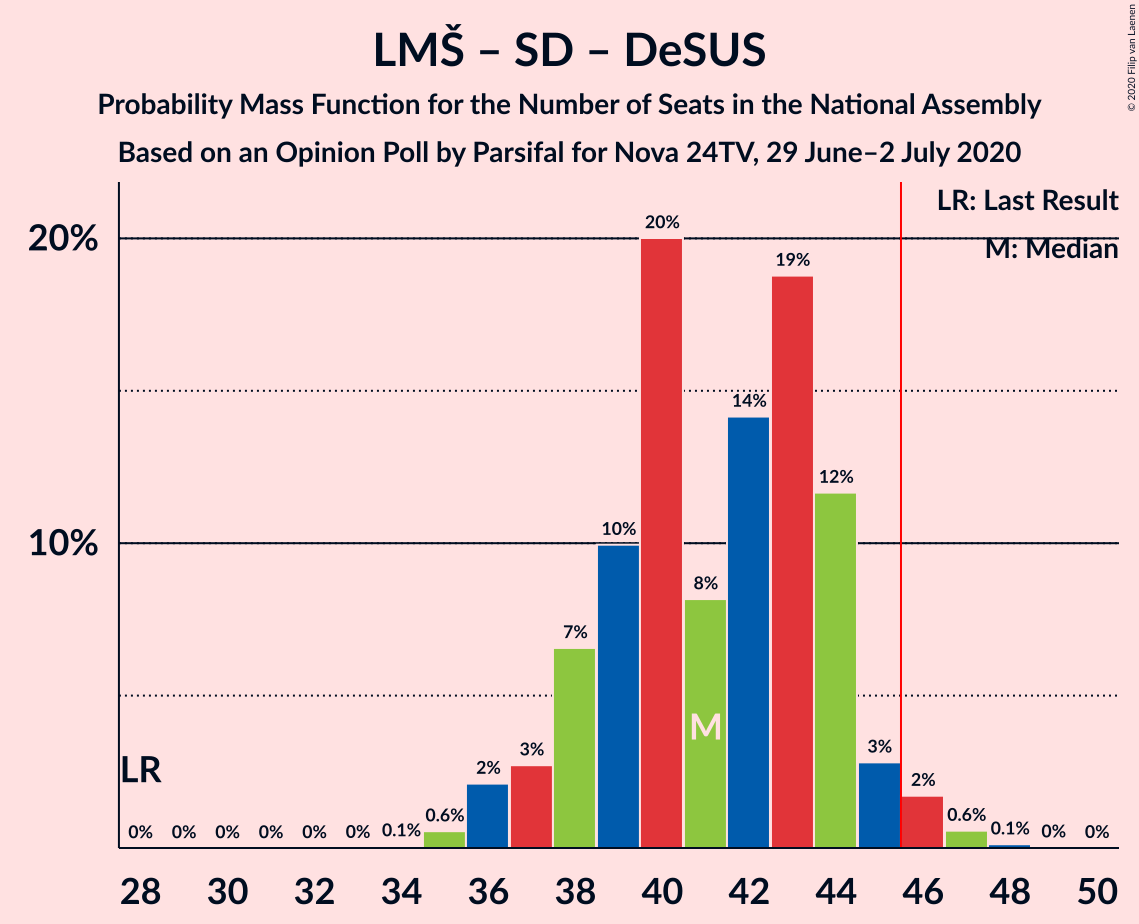 LMŠ – SD – DeSUS
Probability Mass Function for the Number of Seats in the National Assembly
Based on an Opinion Poll by Parsifal for Nova 24TV, 29 June–2 July 2020
© 2020 Filip van Laenen
LR: Last Result
M: Median
20%
10%
LR
M
0% 0% 0% 0% 0% 0% 0.1% 0.6% 2% 3% 7% 10% 20% 8% 14% 19% 12% 3% 2% 0.6% 0.1% 0% 0%
28 30 32 34 36 38 40 42 44 46 48 50